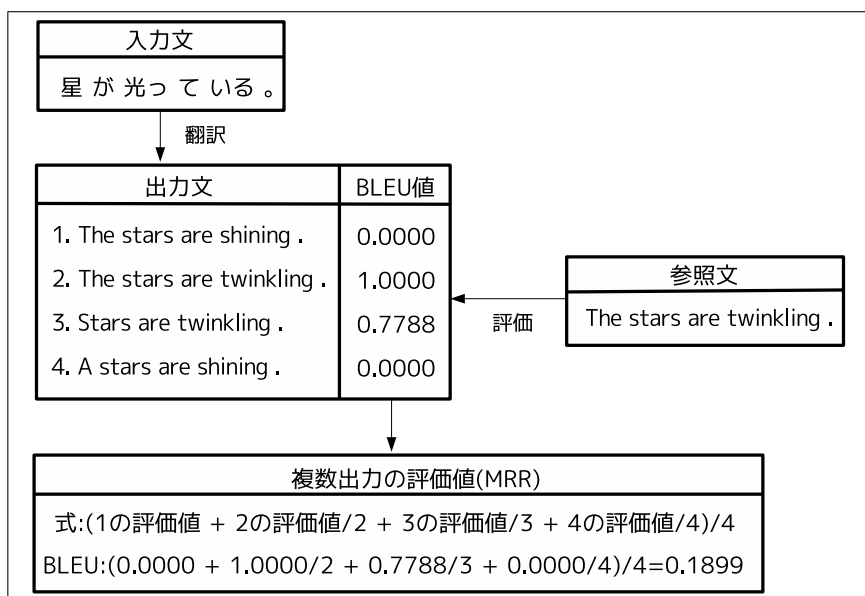 入力文
星 が 光っ て いる 。
翻訳
出力文 BLEU値
1. The stars are shining . 0.0000
2. The stars are twinkling . 1.0000
3. Stars are twinkling . 0.7788
4. A stars are shining . 0.0000
参照文
The stars are twinkling .
評価
複数出力の評価値(MRR)
式:(1の評価値 + 2の評価値/2 + 3の評価値/3 + 4の評価値/4)/4
BLEU:(0.0000 + 1.0000/2 + 0.7788/3 + 0.0000/4)/4=0.1899